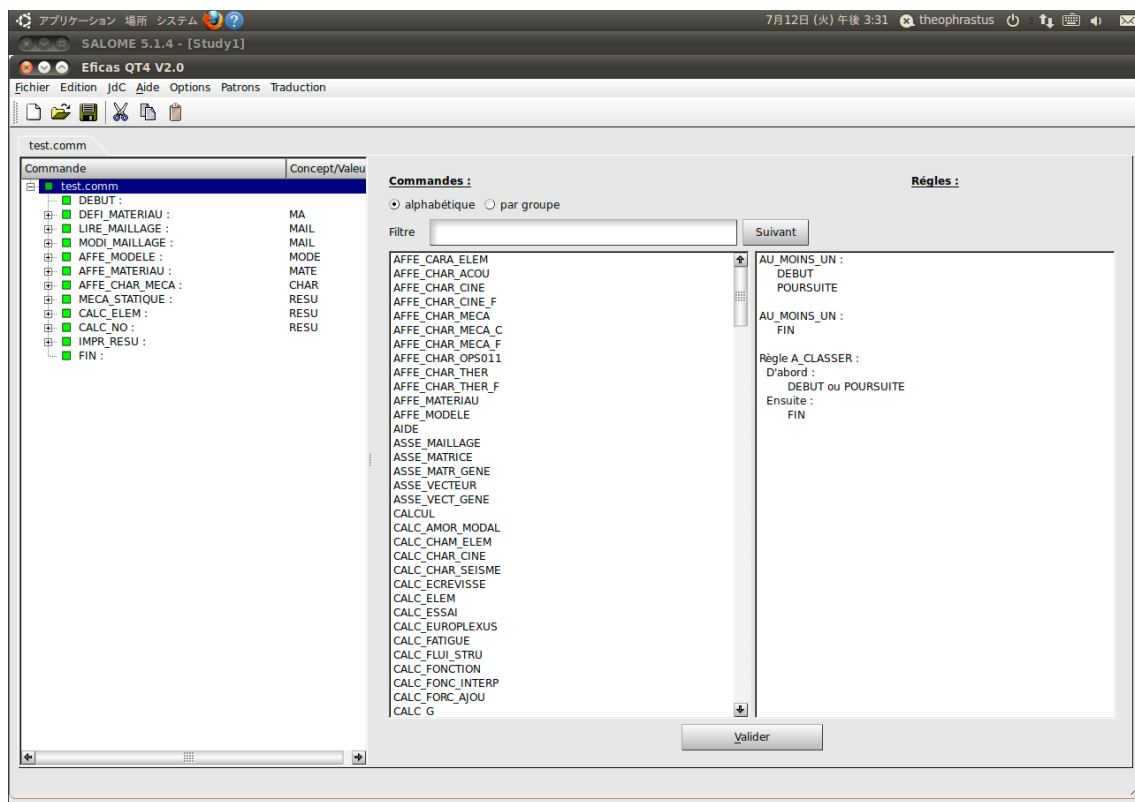 アプリケーション 場所 システム 7月12日 (火) 午後 3:31 theophrastus
SALOME 5.1.4 - [Study1]
Eficas QT4 V2.0
Fichier Edition JdC Aide Options Patrons Traduction
test.comm
Commande Concept/Valeu
test.comm
DEBUT :
DEFI_MATERIAU : MA
LIRE_MAILLAGE : MAIL
MODI_MAILLAGE : MAIL
AFFE_MODELE : MODE
AFFE_MATERIAU : MATE
AFFE_CHAR_MECA : CHAR
MECA_STATIQUE : RESU
CALC_ELEM : RESU
CALC_NO : RESU
IMPR_RESU :
FIN :
Commandes :
alphabétique par groupe
Filtre Suivant
AFFE_CARA_ELEM
AFFE_CHAR_ACOU
AFFE_CHAR_CINE
AFFE_CHAR_CINE_F
AFFE_CHAR_MECA
AFFE_CHAR_MECA_C
AFFE_CHAR_MECA_F
AFFE_CHAR_OPS011
AFFE_CHAR_THER
AFFE_CHAR_THER_F
AFFE_MATERIAU
AFFE_MODELE
AIDE
ASSE_MAILLAGE
ASSE_MATRICE
ASSE_MATR_GENE
ASSE_VECTEUR
ASSE_VECT_GENE
CALCUL
CALC_AMOR_MODAL
CALC_CHAM_ELEM
CALC_CHAR_CINE
CALC_CHAR_SEISME
CALC_ECREVISSE
CALC_ELEM
CALC_ESSAI
CALC_EUROPLEXUS
CALC_FATIGUE
CALC_FLUI_STRU
CALC_FONCTION
CALC_FONC_INTERP
CALC_FORC_AJOU
CALC_G
Régles :
AU_MOINS_UN :
DEBUT
POURSUITE
AU_MOINS_UN :
FIN
Règle A_CLASSER :
D'abord :
DEBUT ou POURSUITE
Ensuite :
FIN
Valider